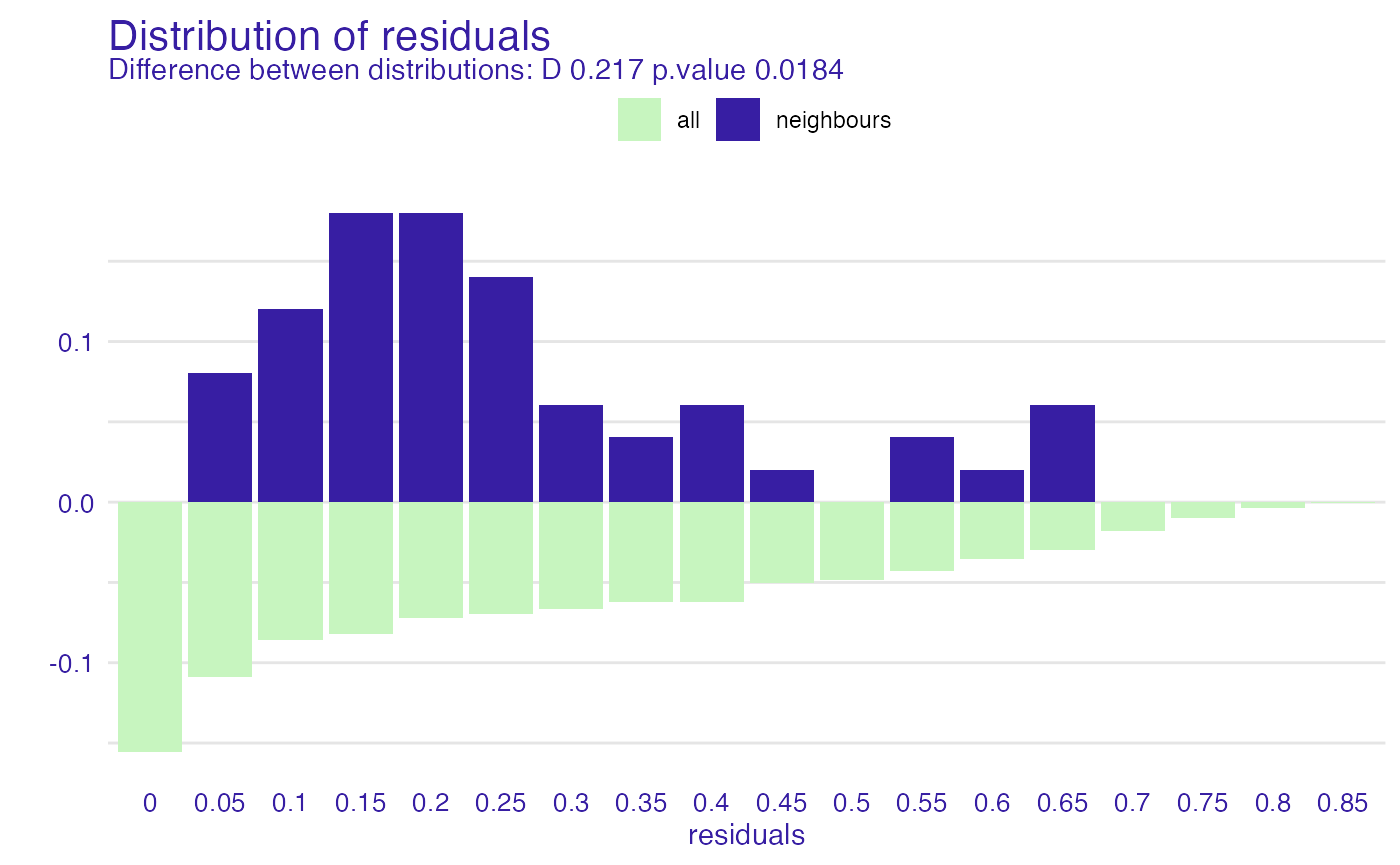 Distribution of residuals
Difference between distributions: D 0.217 p.value 0.0184
all neighbours
0.1
0.0
-0.1
0 0.05 0.1 0.15 0.2 0.25 0.3 0.35 0.4 0.45 0.5 0.55 0.6 0.65 0.7 0.75 0.8 0.85
residuals